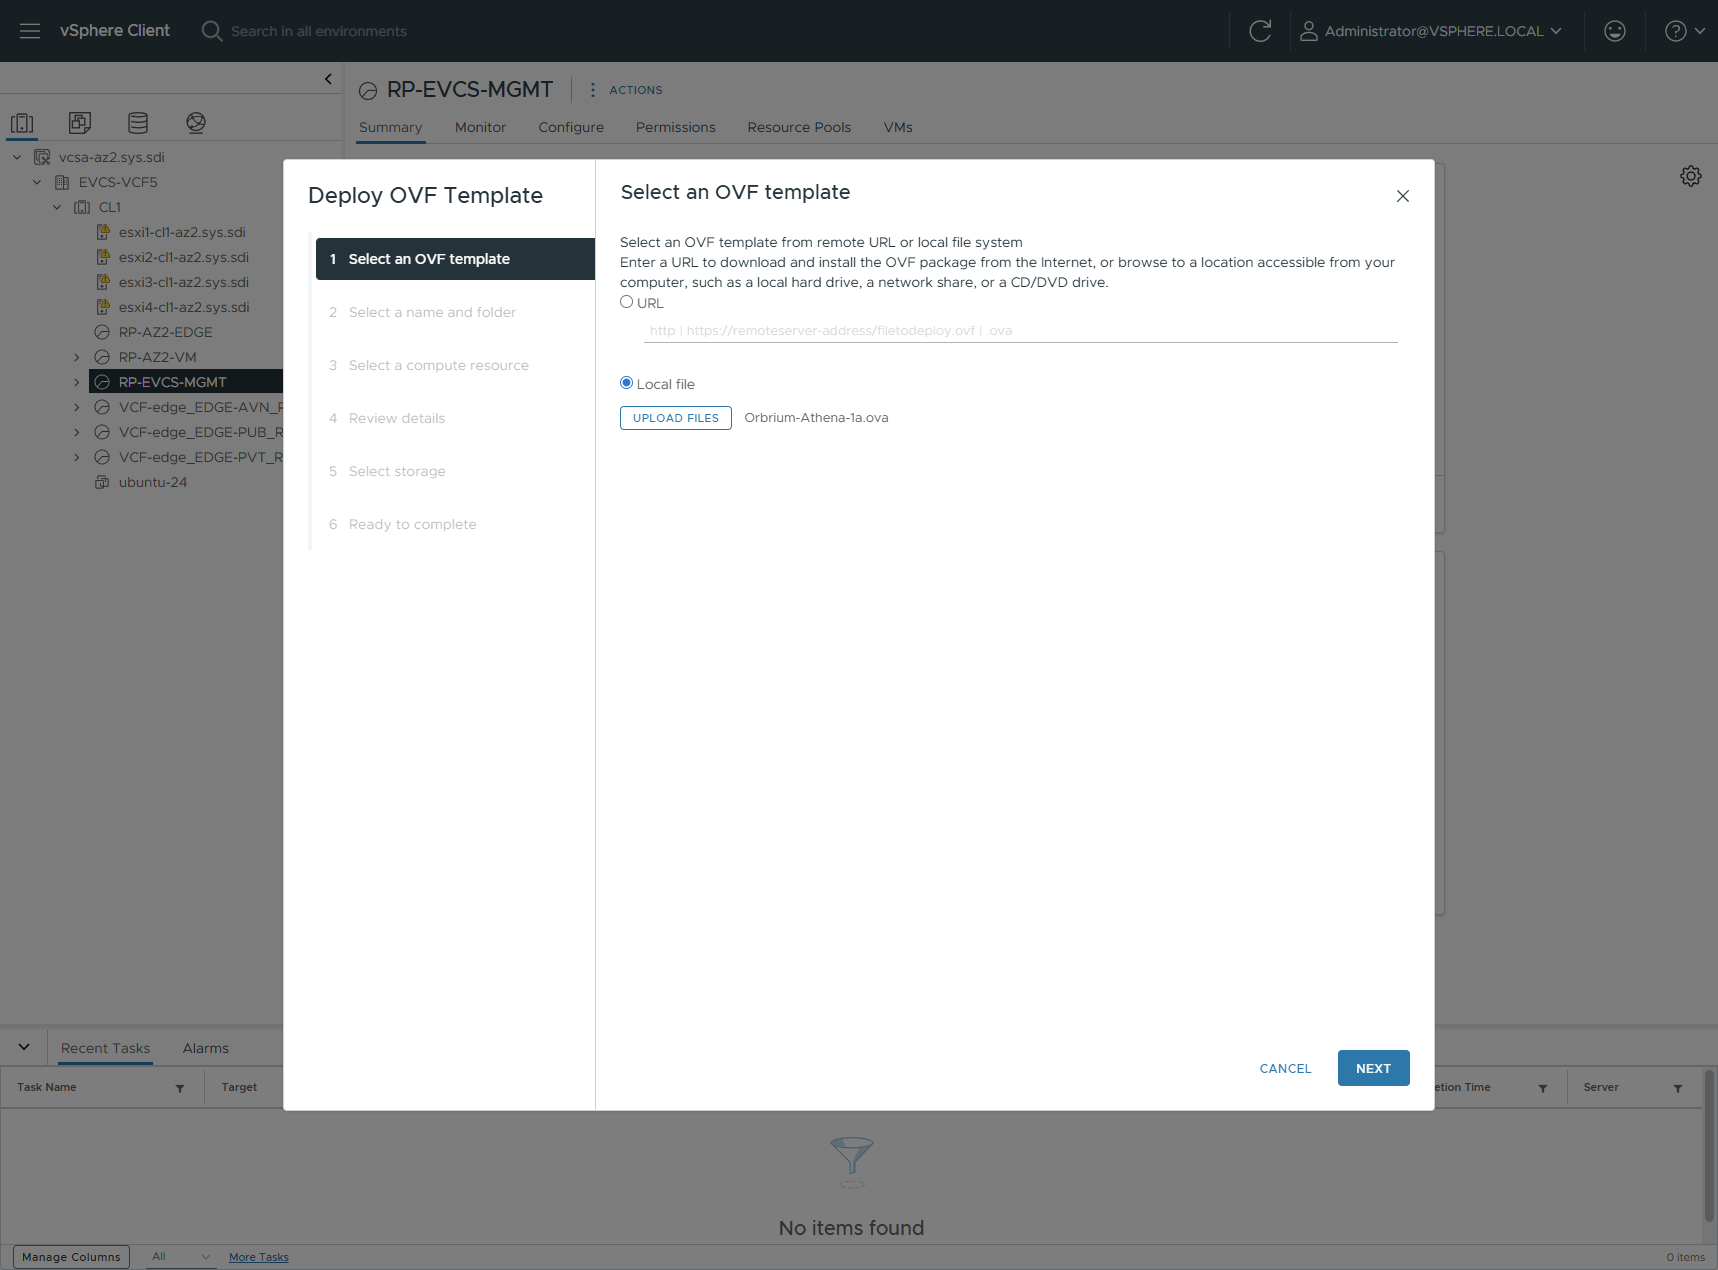 vSphere Client
Search in all environments
Administrator@VSPHERE.LOCAL
RP-EVCS-MGMT
ACTIONS
Summary
Monitor
Configure
Permissions
Resource Pools
VMs
vcsa-az2.sys.sdi
EVCS-VCF5
CL1
esxi1-cl1-az2.sys.sdi
esxi2-cl1-az2.sys.sdi
esxi3-cl1-az2.sys.sdi
esxi4-cl1-az2.sys.sdi
RP-AZ2-EDGE
RP-AZ2-VM
RP-EVCS-MGMT
VCF-edge_EDGE-AVN_R
VCF-edge_EDGE-PUB_R
VCF-edge_EDGE-PVT_R
ubuntu-24
Deploy OVF Template
1 Select an OVF template
2 Select a name and folder
3 Select a compute resource
4 Review details
5 Select storage
6 Ready to complete
Select an OVF template
Select an OVF template from remote URL or local file system
Enter a URL to download and install the OVF package from the Internet, or browse to a location accessible from your
computer, such as a local hard drive, a network share, or a CD/DVD drive.
URL
http | https://remoteserver-address/filetodeploy.ovf | .ova
Local file
UPLOAD FILES
Orbrium-Athena-1a.ova
CANCEL
NEXT
Recent Tasks
Alarms
Task Name
Target
etion Time
Server
No items found
Manage Columns
All
More Tasks
0 items